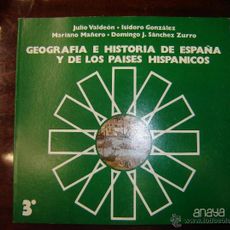 Julio Valdeón • Isidoro González
Mariano Mañero • Domingo J. Sánchez Zurro
GEOGRAFIA E HISTORIA DE ESPAÑA
Y DE LOS PAISES HISPANICOS
3º
anaya